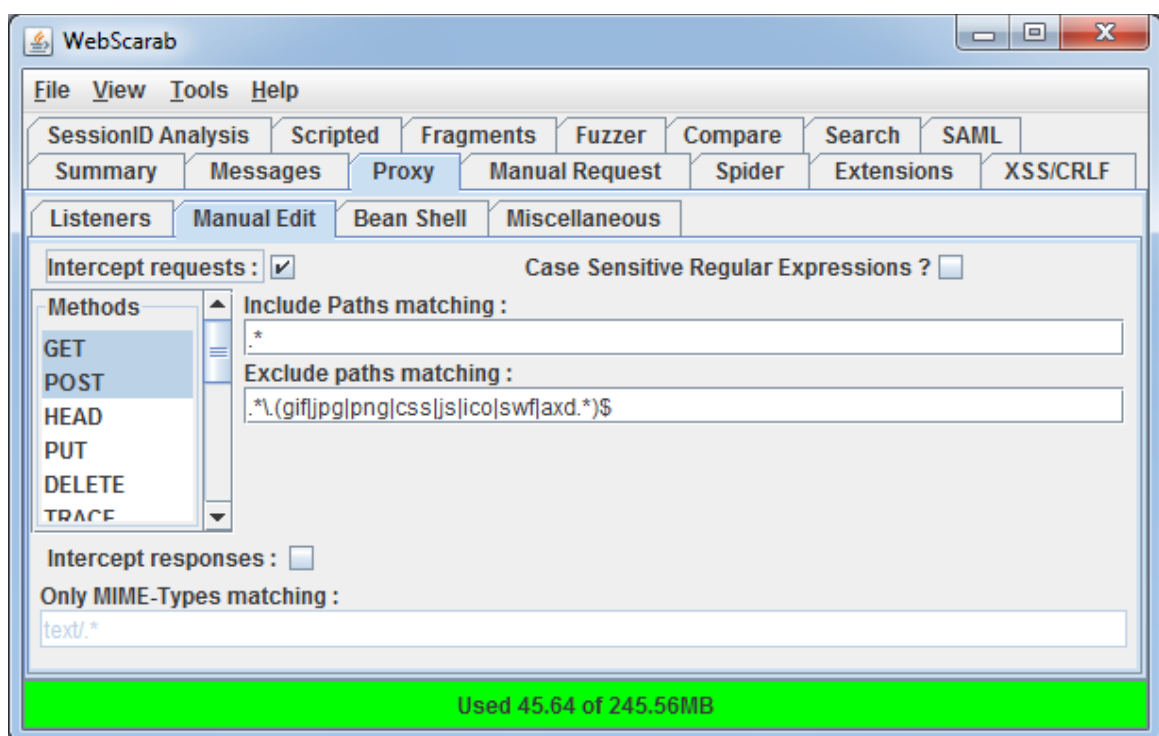 WebScarab
File View Tools Help
SessionID Analysis Scripted Fragments Fuzzer Compare Search SAML
Summary Messages Proxy Manual Request Spider Extensions XSS/CRLF
Listeners Manual Edit Bean Shell Miscellaneous
Intercept requests : Case Sensitive Regular Expressions ?
Methods
GET
POST
HEAD
PUT
DELETE
TRACE
Include Paths matching :
.*
Exclude paths matching :
.*\.(gif|jpg|png|css|js|ico|swf|axd.*)$
Intercept responses :
Only MIME-Types matching :
text/.*
Used 45.64 of 245.56MB